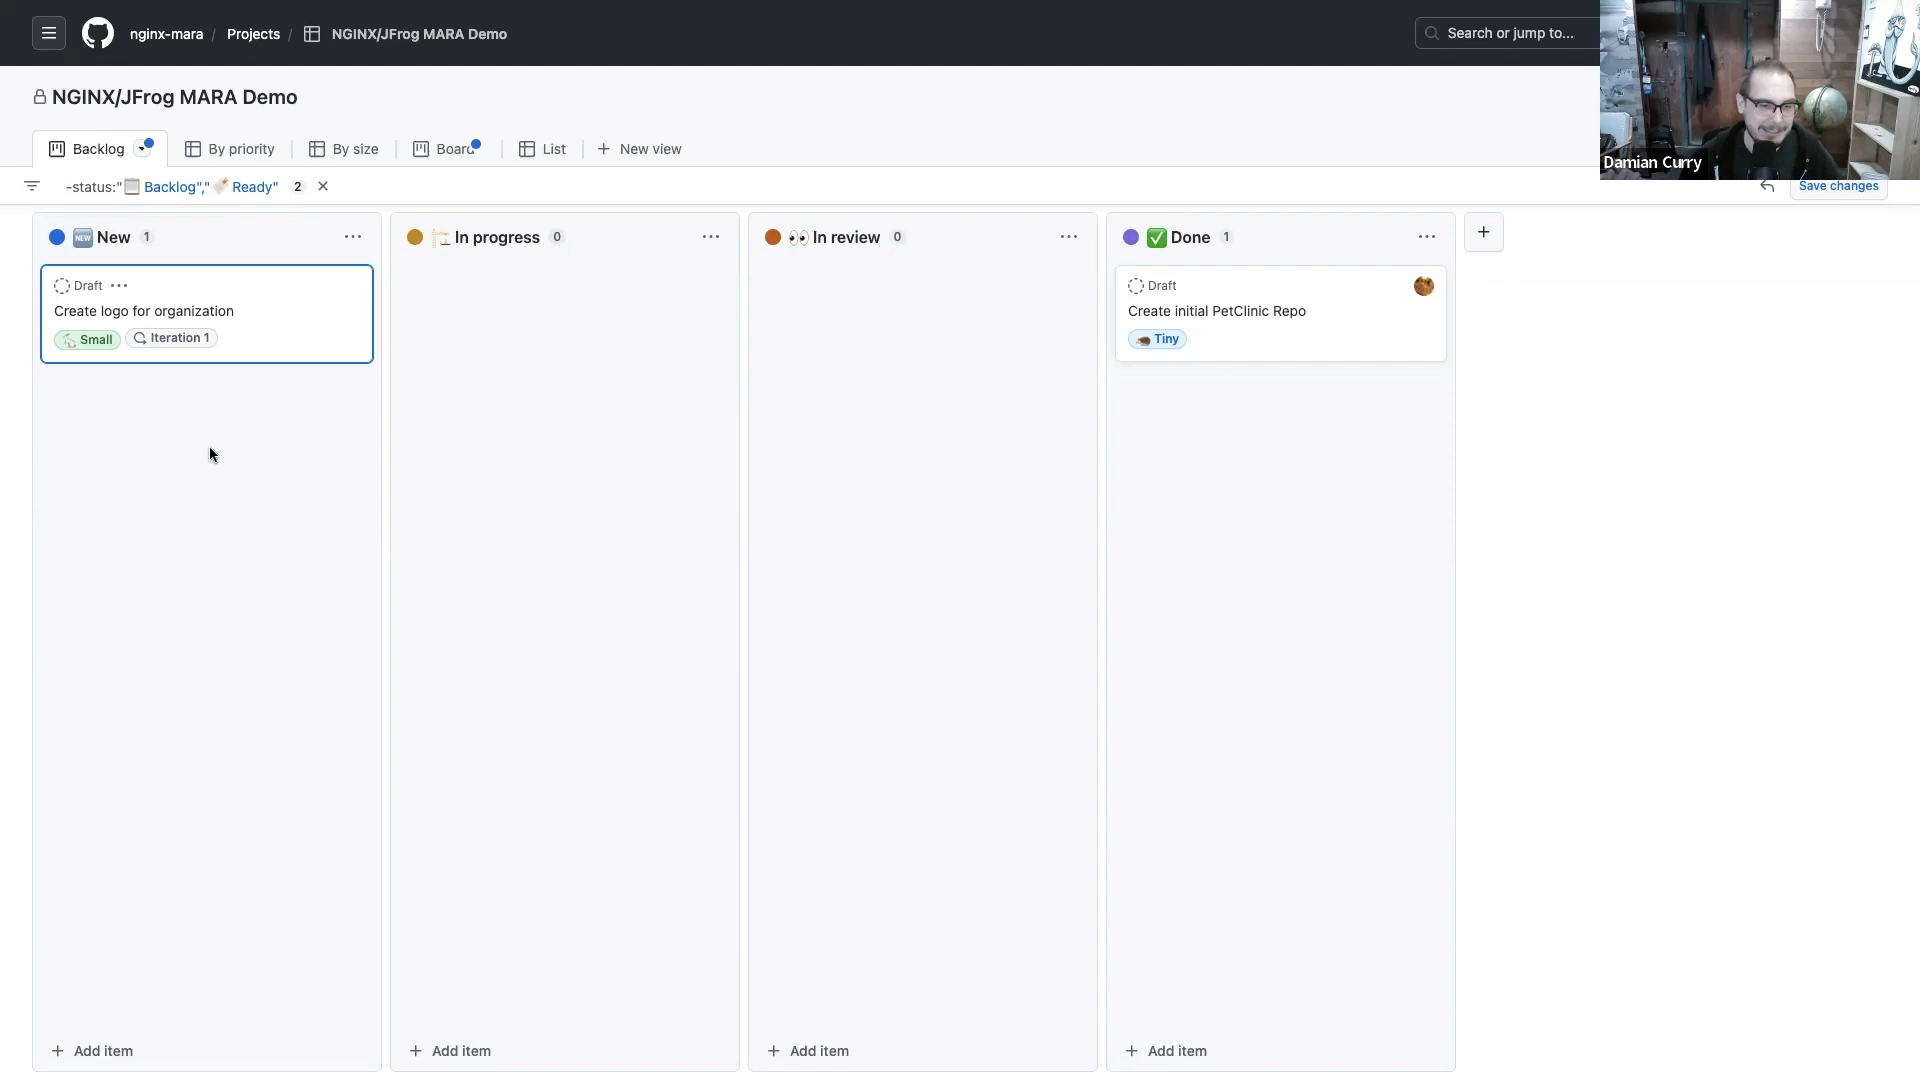 nginx-mara / Projects / NGINX/JFrog MARA Demo
Search or jump to...
NGINX/JFrog MARA Demo
Damian Curry
Backlog By priority By size Board List + New view
-status:"Backlog","Ready" 2
Save changes
NEW New 1
In progress 0
In review 0
Done 1
Draft
Create logo for organization
Small Iteration 1
Draft
Create initial PetClinic Repo
Tiny
+ Add item
+ Add item
+ Add item
+ Add item